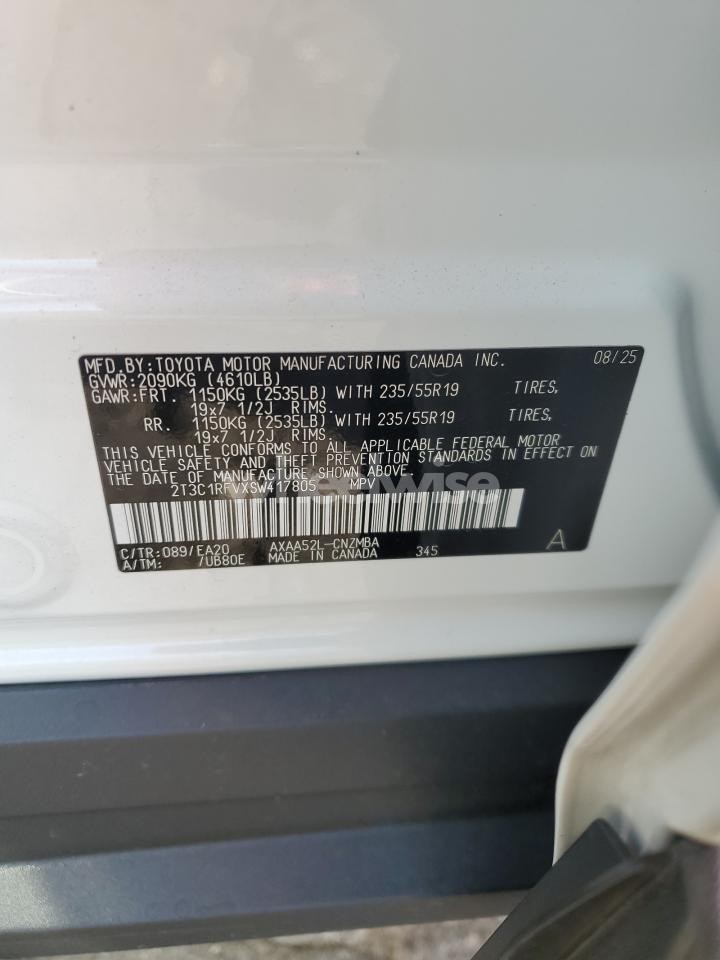 MFD.BY:TOYOTA MOTOR MANUFACTURING CANADA INC. 08/25
GVWR:2090KG (4610LB)
GAWR:FRT. 1150KG (2535LB) WITH 235/55R19 TIRES,
19x7 1/2J RIMS.
RR. 1150KG (2535LB) WITH 235/55R19 TIRES,
19x7 1/2J RIMS.
THIS VEHICLE CONFORMS TO ALL APPLICABLE FEDERAL MOTOR
VEHICLE SAFETY AND THEFT PREVENTION STANDARDS IN EFFECT ON
THE DATE OF MANUFACTURE SHOWN ABOVE.
MPV
C/TR:089/EA20 AXAA52L-CNZMBA 345 A
A/TM: /UB80E MADE IN CANADA